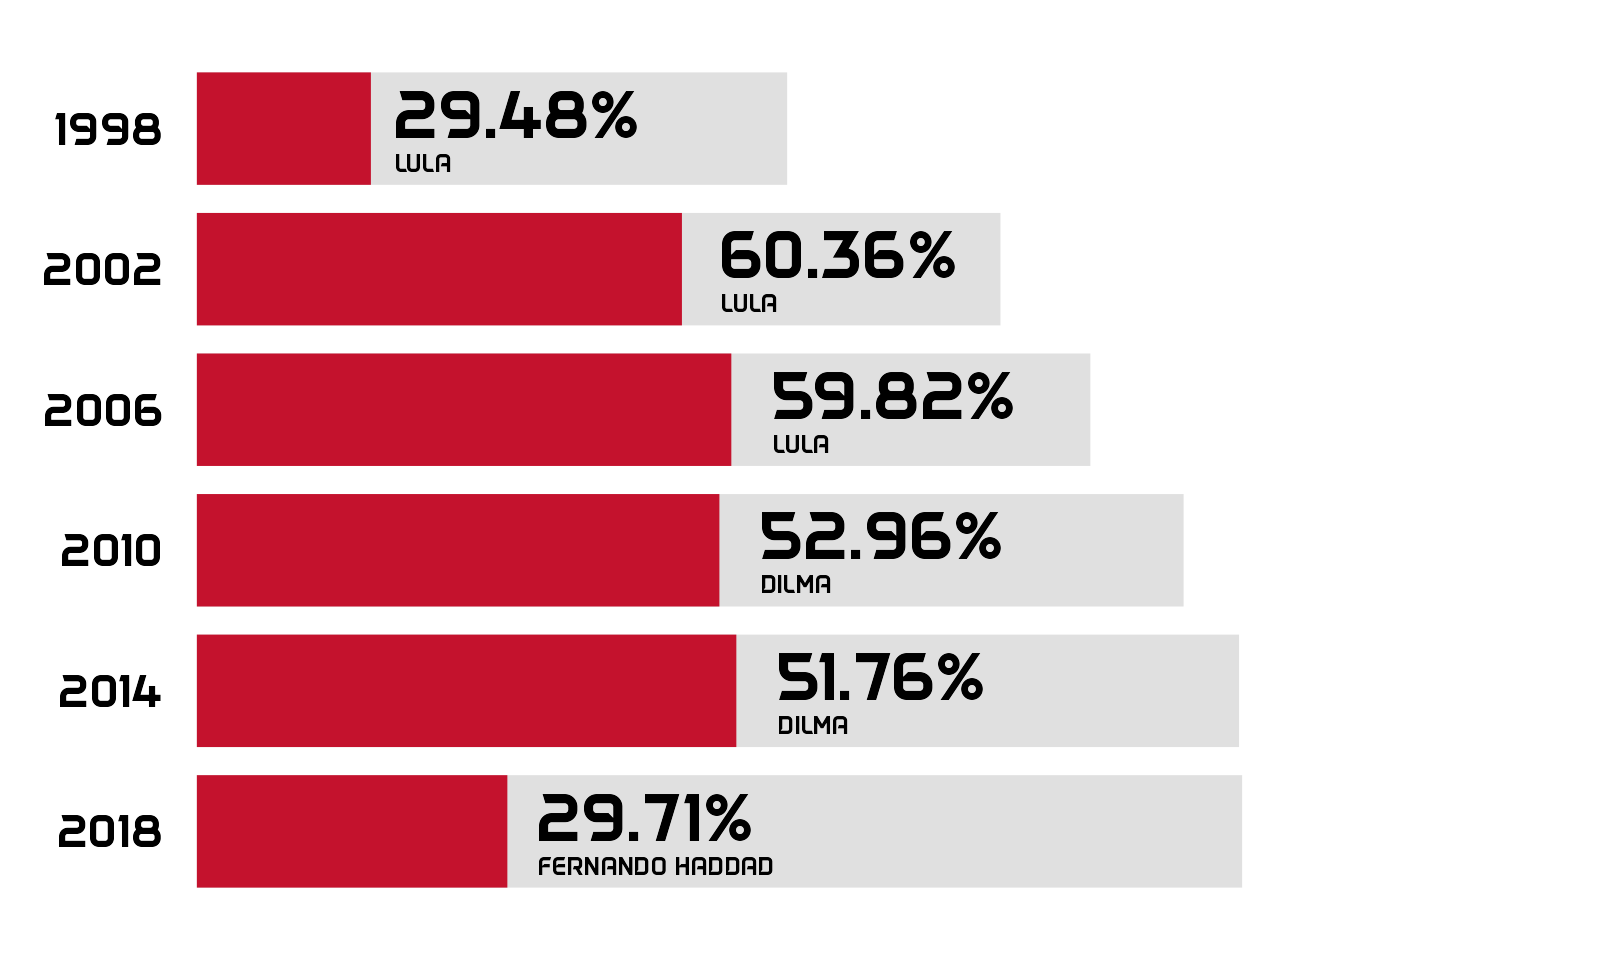 1998
29.48%
LULA
2002
60.36%
LULA
2006
59.82%
LULA
2010
52.96%
DILMA
2014
51.76%
DILMA
2018
29.71%
FERNANDO HADDAD